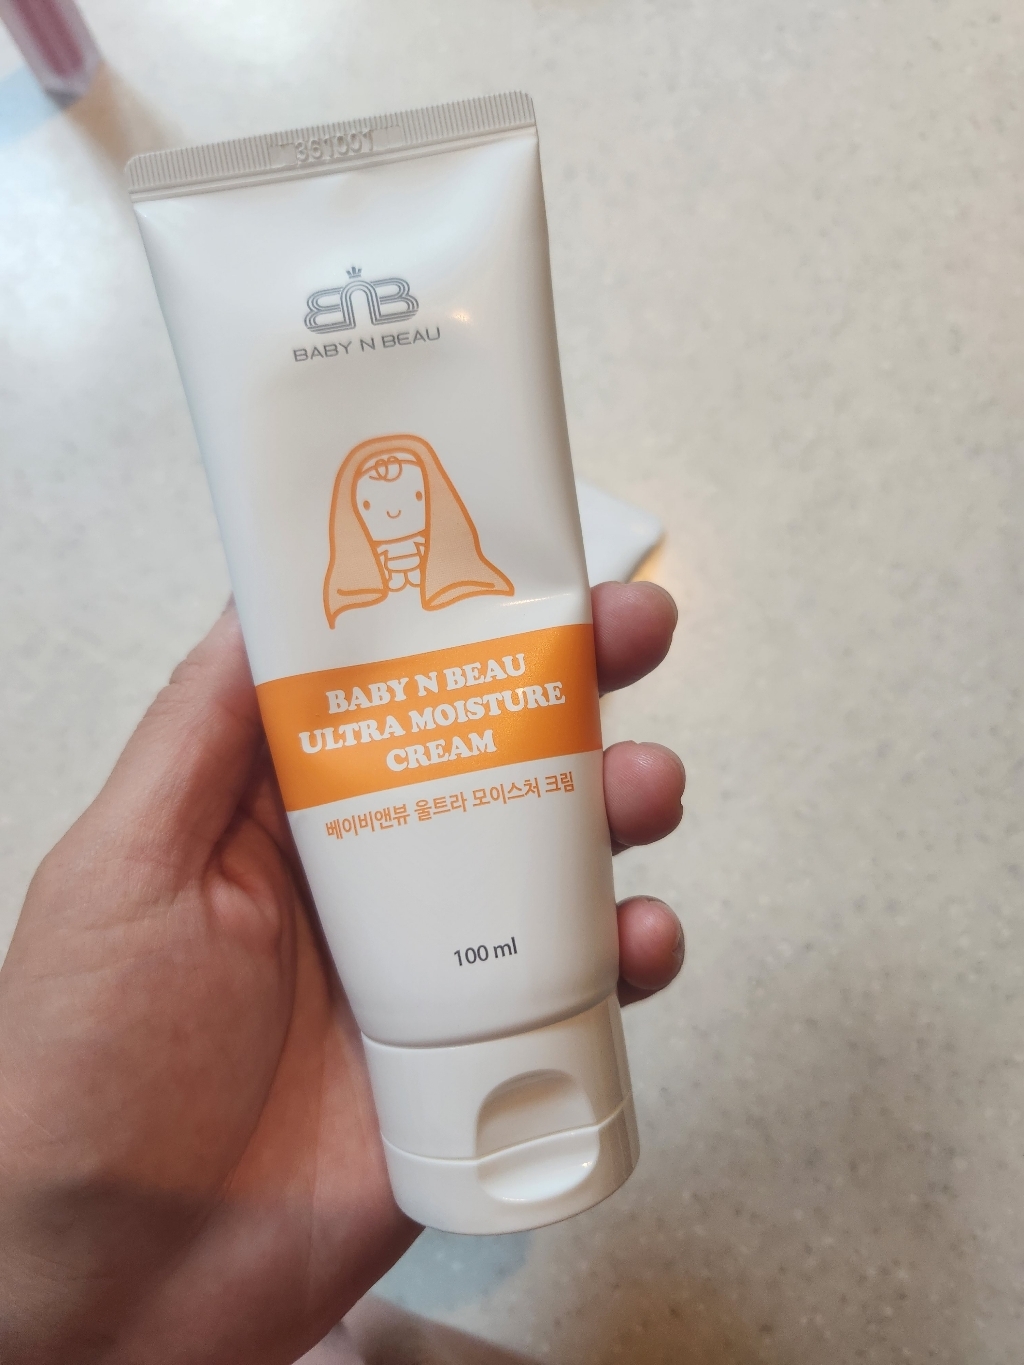 361001
BNB
BABY N BEAU
BABY N BEAU
ULTRA MOISTURE
CREAM
베이비앤뷰 울트라 모이스처 크림
100 ml